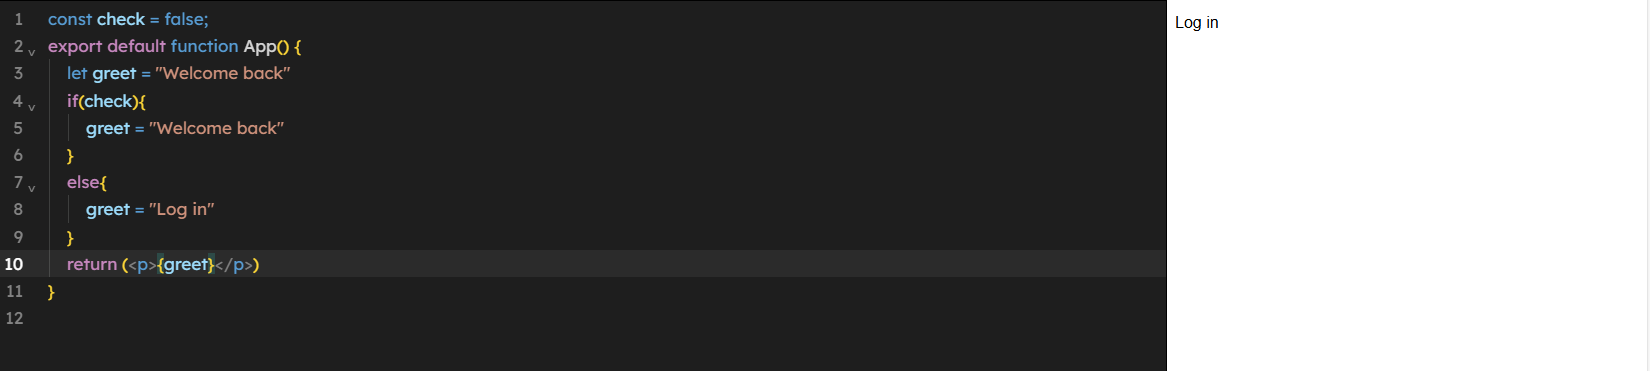 1 const check = false;
2 export default function App() {
3 let greet = "Welcome back"
4 if(check){
5 greet = "Welcome back"
6 }
7 else{
8 greet = "Log in"
9 }
10 return (<p>{greet}</p>)
11 }
12
Log in